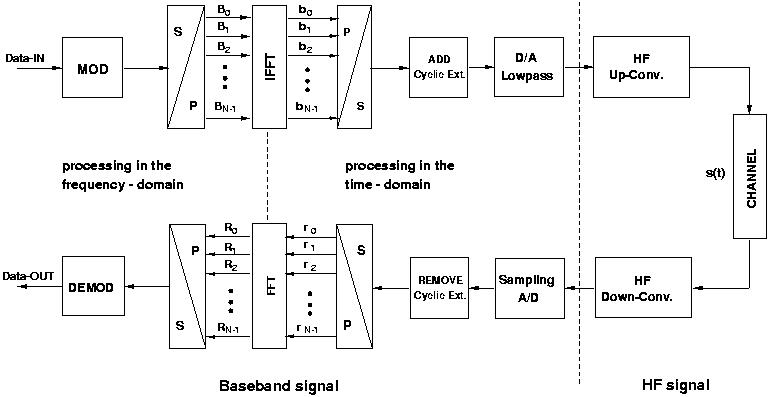 Data-IN
MOD
S
P
B0
B1
B2
BN-1
IFFT
b0
b1
b2
bN-1
P
S
ADD
Cyclic Ext.
D/A
Lowpass
HF
Up-Conv.
s(t)
CHANNEL
processing in the
frequency - domain
processing in the
time - domain
Data-OUT
DEMOD
P
S
R0
R1
R2
RN-1
FFT
r0
r1
r2
rN-1
S
P
REMOVE
Cyclic Ext.
Sampling
A/D
HF
Down-Conv.
Baseband signal
HF signal